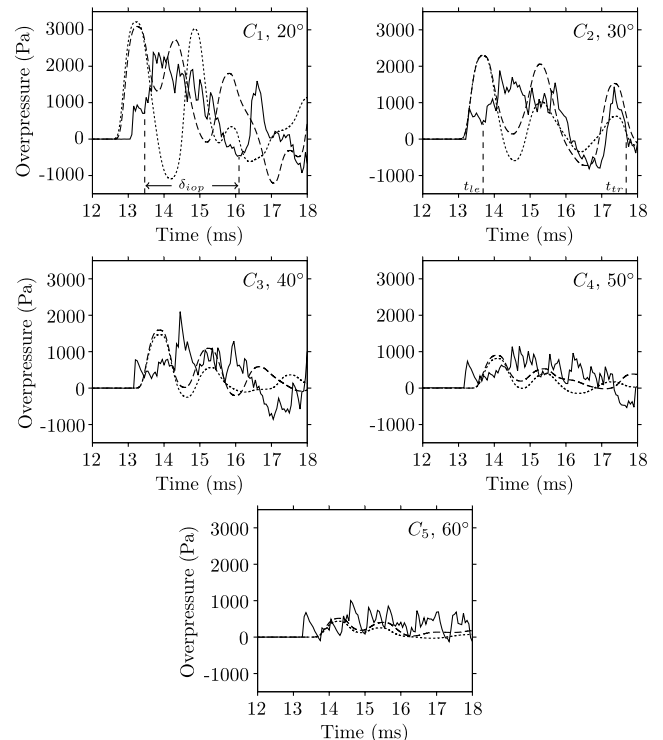 C₁, 20°
Overpressure (Pa)
3000
2000
1000
0
-1000
δᵢₒₚ
12 13 14 15 16 17 18
Time (ms)
C₂, 30°
Overpressure (Pa)
3000
2000
1000
0
-1000
tₗₑ
tₜᵣ
12 13 14 15 16 17 18
Time (ms)
C₃, 40°
Overpressure (Pa)
3000
2000
1000
0
-1000
12 13 14 15 16 17 18
Time (ms)
C₄, 50°
3000
2000
1000
0
-1000
12 13 14 15 16 17 18
Time (ms)
C₅, 60°
Overpressure (Pa)
3000
2000
1000
0
-1000
12 13 14 15 16 17 18
Time (ms)